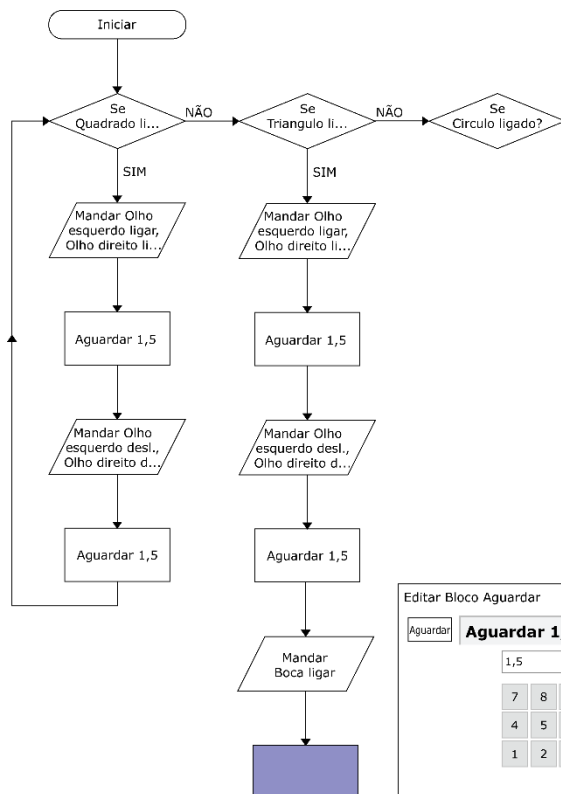 Iniciar
Se
Quadrado li...
NÃO
Se
Triangulo li...
NÃO
Se
Circulo ligado?
SIM
SIM
Mandar Olho
esquerdo ligar,
Olho direito li...
Mandar Olho
esquerdo ligar,
Olho direito li...
Aguardar 1,5
Aguardar 1,5
Mandar Olho
esquerdo desl.,
Olho direito d...
Mandar Olho
esquerdo desl.,
Olho direito d...
Aguardar 1,5
Aguardar 1,5
Mandar
Boca ligar
Editar Bloco Aguardar
Aguardar
Aguardar 1,
1,5
7 8
4 5
1 2